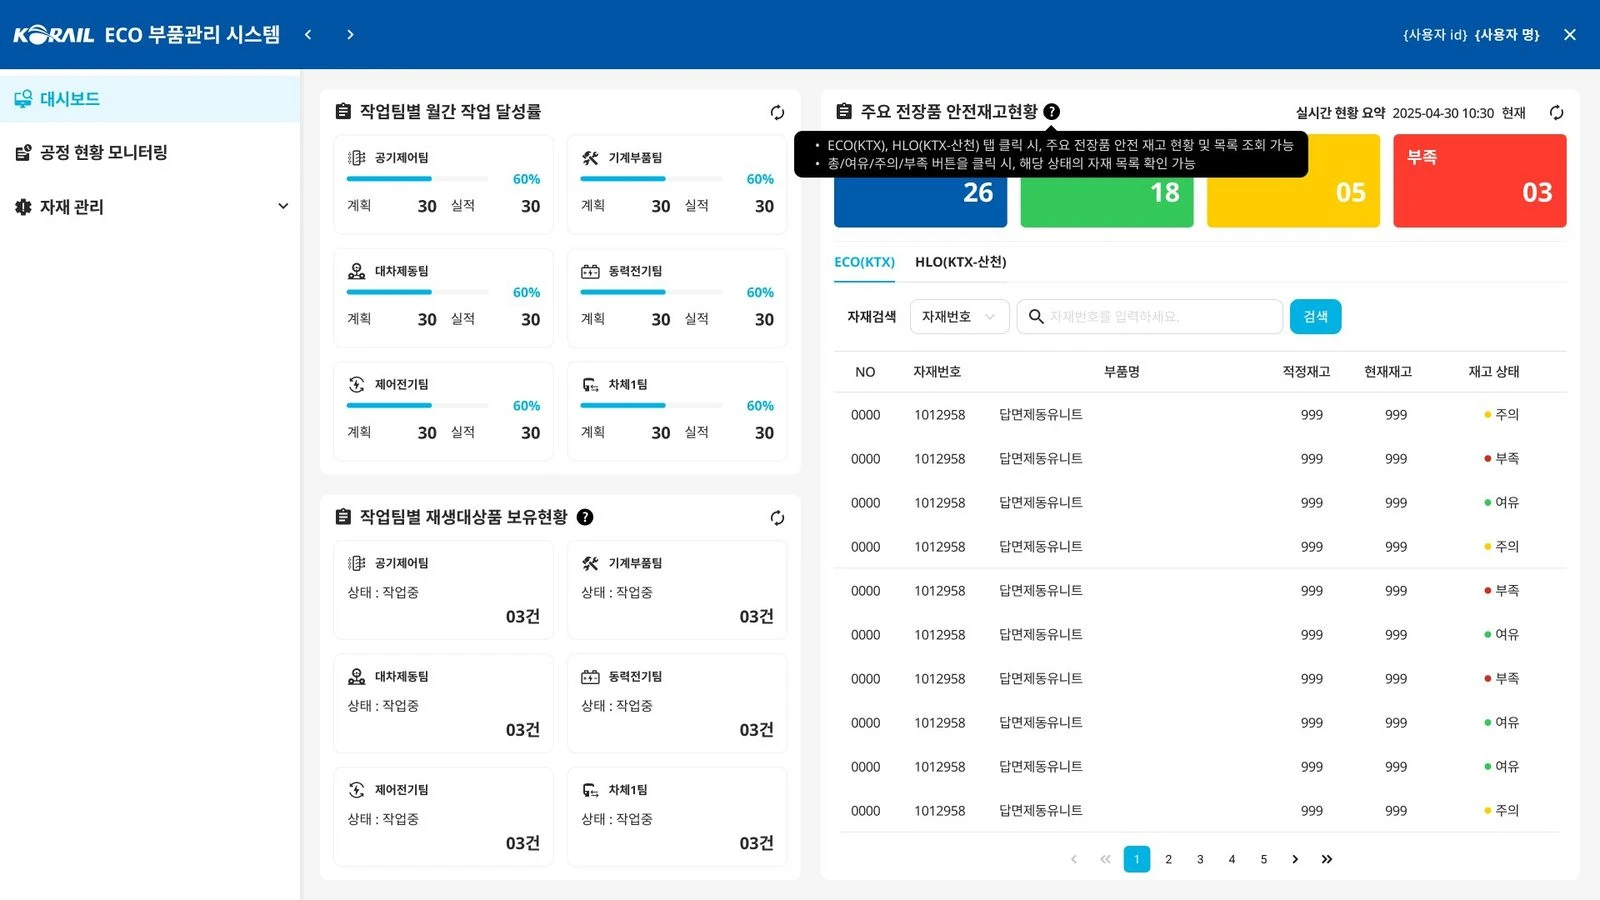 KORAIL ECO 부품관리 시스템
{사용자 id} {사용자 명}
대시보드
공정 현황 모니터링
자재 관리
작업팀별 월간 작업 달성률
공기제어팀
60%
계획 30 실적 30
기계부품팀
60%
계획 30 실적 30
대차제동팀
60%
계획 30 실적 30
동력전기팀
60%
계획 30 실적 30
제어전기팀
60%
계획 30 실적 30
차체1팀
60%
계획 30 실적 30
작업팀별 재생대상품 보유현황 ?
공기제어팀
상태 : 작업중
03건
기계부품팀
상태 : 작업중
03건
대차제동팀
상태 : 작업중
03건
동력전기팀
상태 : 작업중
03건
제어전기팀
상태 : 작업중
03건
차체1팀
상태 : 작업중
03건
주요 전장품 안전재고현황 ?
실시간 현황 요약 2025-04-30 10:30 현재
• ECO(KTX), HLO(KTX-산천) 탭 클릭 시, 주요 전장품 안전 재고 현황 및 목록 조회 가능
• 총/여유/주의/부족 버튼을 클릭 시, 해당 상태의 자재 목록 확인 가능
26
18
05
부족
03
ECO(KTX) HLO(KTX-산천)
자재검색 자재번호 자재번호를 입력하세요. 검색
NO 자재번호 부품명 적정재고 현재재고 재고 상태
0000 1012958 답면제동유니트 999 999 주의
0000 1012958 답면제동유니트 999 999 부족
0000 1012958 답면제동유니트 999 999 여유
0000 1012958 답면제동유니트 999 999 주의
0000 1012958 답면제동유니트 999 999 부족
0000 1012958 답면제동유니트 999 999 여유
0000 1012958 답면제동유니트 999 999 부족
0000 1012958 답면제동유니트 999 999 여유
0000 1012958 답면제동유니트 999 999 여유
0000 1012958 답면제동유니트 999 999 주의
1 2 3 4 5